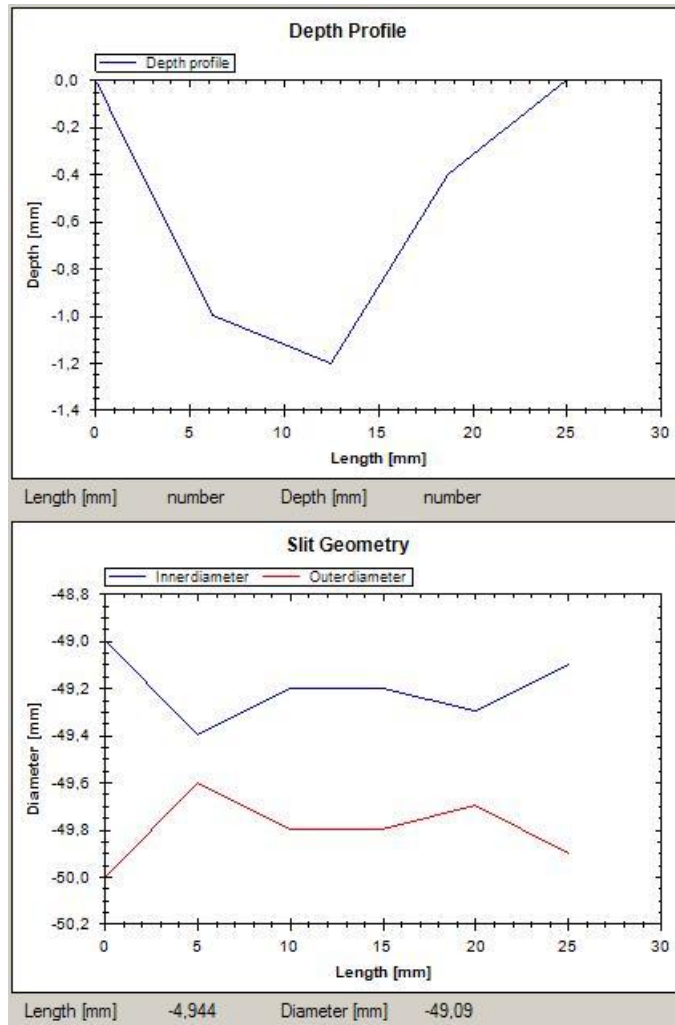 Depth Profile
Depth profile
0,0
-0,2
-0,4
-0,6
-0,8
-1,0
-1,2
-1,4
Depth [mm]
0 5 10 15 20 25 30
Length [mm]
Length [mm] number Depth [mm] number
Slit Geometry
Innerdiameter Outerdiameter
-48,8
-49,0
-49,2
-49,4
-49,6
-49,8
-50,0
-50,2
Diameter [mm]
0 5 10 15 20 25 30
Length [mm]
Length [mm] -4,944 Diameter [mm] -49,09